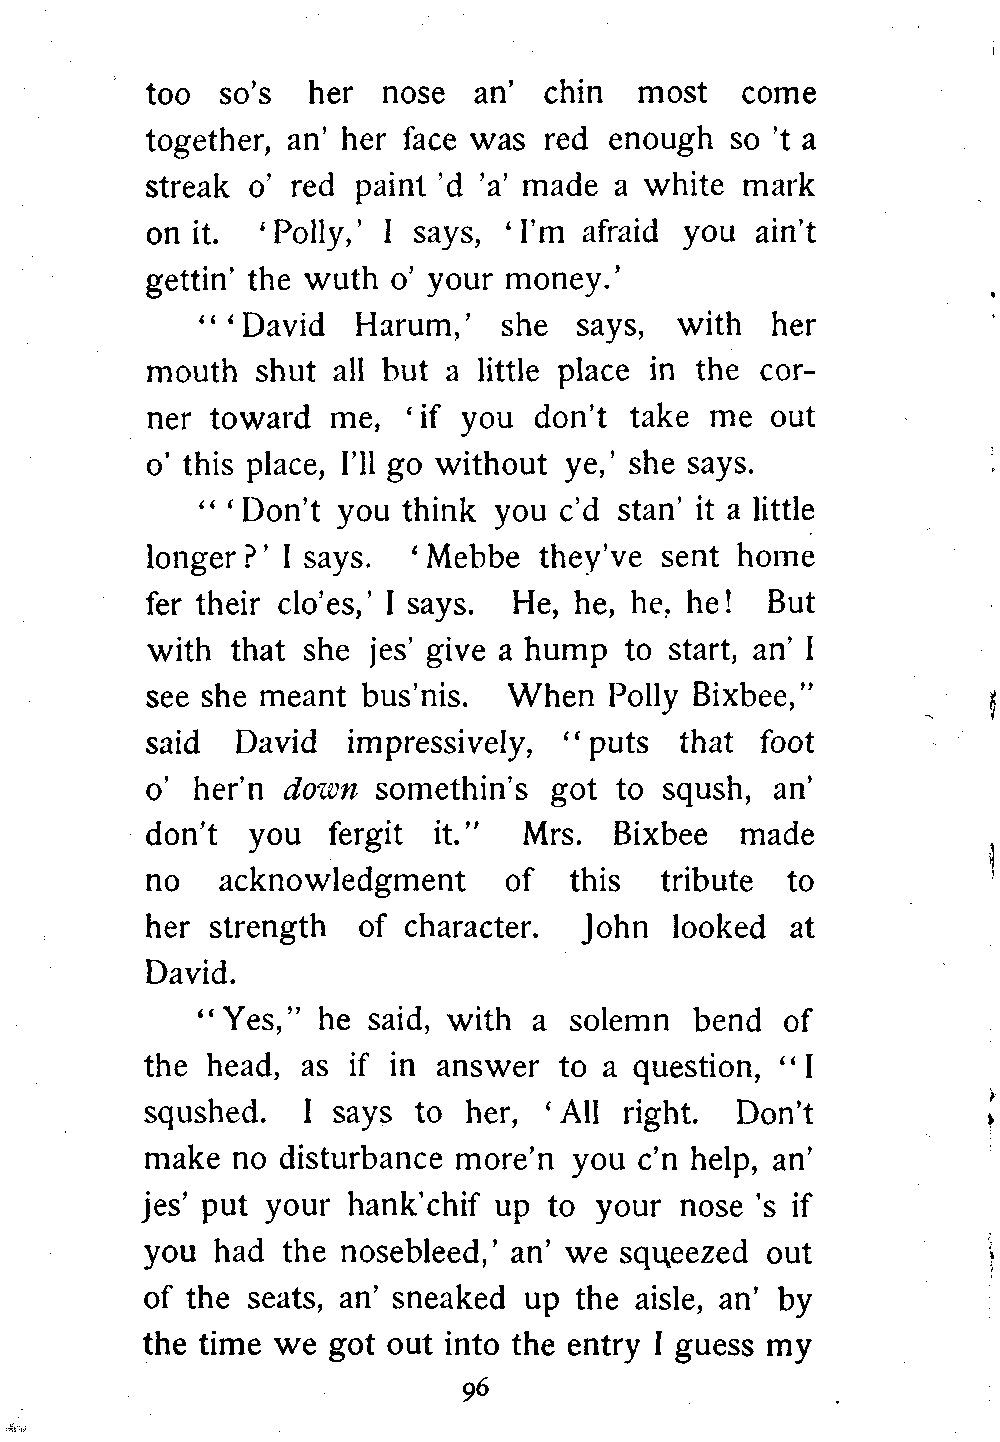 too so's her nose an' chin most come
together, an' her face was red enough so 't a
streak o' red paint 'd 'a' made a white mark
on it. ‘Polly,’ I says, ‘I'm afraid you ain't
gettin' the wuth o' your money.’
“‘David Harum,’ she says, with her
mouth shut all but a little place in the cor-
ner toward me, ‘if you don't take me out
o' this place, I'll go without ye,’ she says.
“‘Don't you think you c'd stan' it a little
longer?’ I says. ‘Mebbe they've sent home
fer their clo'es,’ I says. He, he, he, he! But
with that she jes' give a hump to start, an' I
see she meant bus'nis. When Polly Bixbee,”
said David impressively, “puts that foot
o' her'n down somethin's got to sqush, an'
don't you fergit it.” Mrs. Bixbee made
no acknowledgment of this tribute to
her strength of character. John looked at
David.
“Yes,” he said, with a solemn bend of
the head, as if in answer to a question, “I
squshed. I says to her, ‘All right. Don't
make no disturbance more'n you c'n help, an'
jes' put your hank'chif up to your nose 's if
you had the nosebleed,’ an' we squeezed out
of the seats, an' sneaked up the aisle, an' by
the time we got out into the entry I guess my
96